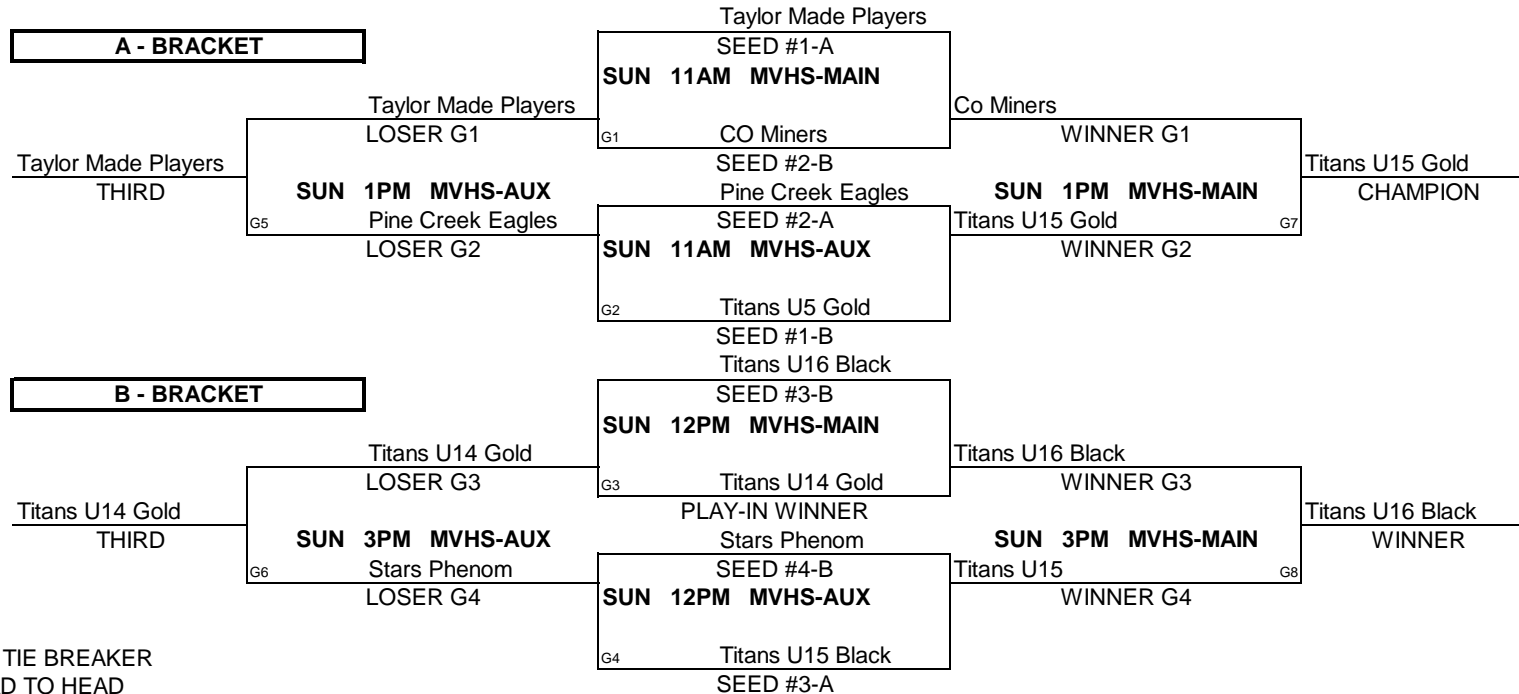 Taylor Made Players
A - BRACKET
SEED #1-A
SUN 11AM MVHS-MAIN
Taylor Made Players
Co Miners
LOSER G1
G1
CO Miners
WINNER G1
Taylor Made Players
SEED #2-B
Titans U15 Gold
THIRD
SUN 1PM MVHS-AUX
Pine Creek Eagles
SUN 1PM MVHS-MAIN
CHAMPION
G5
Pine Creek Eagles
SEED #2-A
Titans U15 Gold
G7
LOSER G2
SUN 11AM MVHS-AUX
WINNER G2
G2
Titans U5 Gold
SEED #1-B
Titans U16 Black
B - BRACKET
SEED #3-B
SUN 12PM MVHS-MAIN
Titans U14 Gold
Titans U16 Black
LOSER G3
G3
Titans U14 Gold
WINNER G3
Titans U14 Gold
PLAY-IN WINNER
Titans U16 Black
THIRD
SUN 3PM MVHS-AUX
Stars Phenom
SUN 3PM MVHS-MAIN
WINNER
G6
Stars Phenom
SEED #4-B
Titans U15
G8
LOSER G4
SUN 12PM MVHS-AUX
WINNER G4
TIE BREAKER
G4
Titans U15 Black
D TO HEAD
SEED #3-A